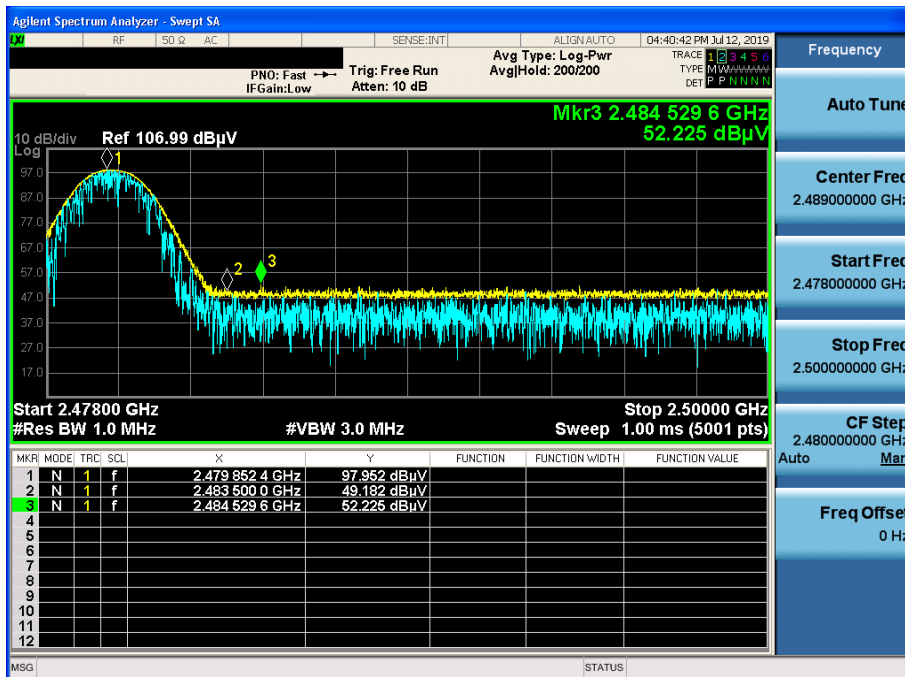 Agilent Spectrum Analyzer - Swept SA
LXI RF 50 Ω AC SENSE:INT ALIGN AUTO 04:40:42 PM Jul 12, 2019
PNO: Fast
IFGain:Low
Trig: Free Run
Atten: 10 dB
Avg Type: Log-Pwr
Avg|Hold: 200/200
TRACE 1 2 3 4 5 6
TYPE M W W W W W
DET P P N N N N
Mkr3 2.484 529 6 GHz
52.225 dBµV
10 dB/div Ref 106.99 dBµV
Log
97.0
87.0
77.0
67.0
57.0
47.0
37.0
27.0
17.0
1
2
3
Start 2.47800 GHz Stop 2.50000 GHz
#Res BW 1.0 MHz #VBW 3.0 MHz Sweep 1.00 ms (5001 pts)
MKR MODE TRC SCL X Y FUNCTION FUNCTION WIDTH FUNCTION VALUE
1 N 1 f 2.479 852 4 GHz 97.952 dBµV
2 N 1 f 2.483 500 0 GHz 49.182 dBµV
3 N 1 f 2.484 529 6 GHz 52.225 dBµV
4
5
6
7
8
9
10
11
12
MSG STATUS
Frequency
Auto Tune
Center Freq
2.489000000 GHz
Start Freq
2.478000000 GHz
Stop Freq
2.500000000 GHz
CF Step
2.480000000 GHz
Auto Man
Freq Offset
0 Hz